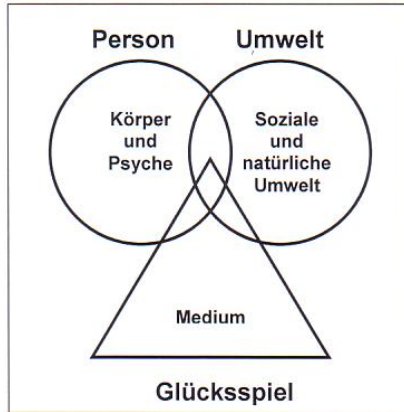 Person Umwelt
Körper
und
Psyche
Soziale
und
natürliche
Umwelt
Medium
Glücksspiel